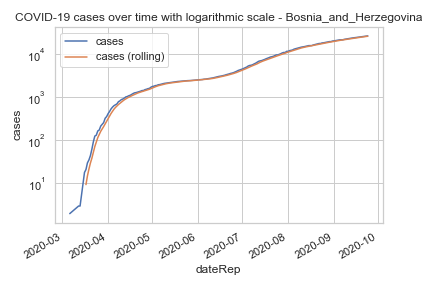 COVID-19 cases over time with logarithmic scale - Bosnia_and_Herzegovina
cases
cases (rolling)
cases
10^4
10^3
10^2
10^1
2020-03
2020-04
2020-05
2020-06
2020-07
2020-08
2020-09
2020-10
dateRep